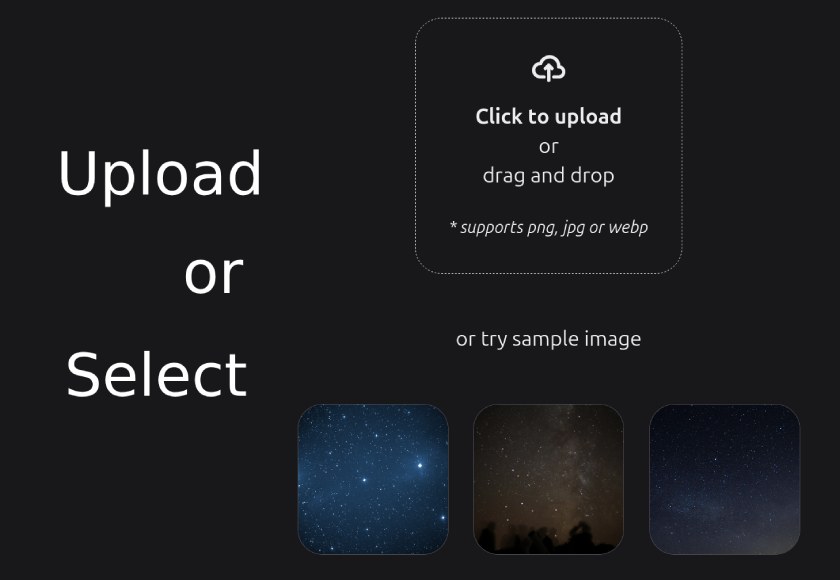 Upload
or
Select
Click to upload
or
drag and drop
* supports png, jpg or webp
or try sample image